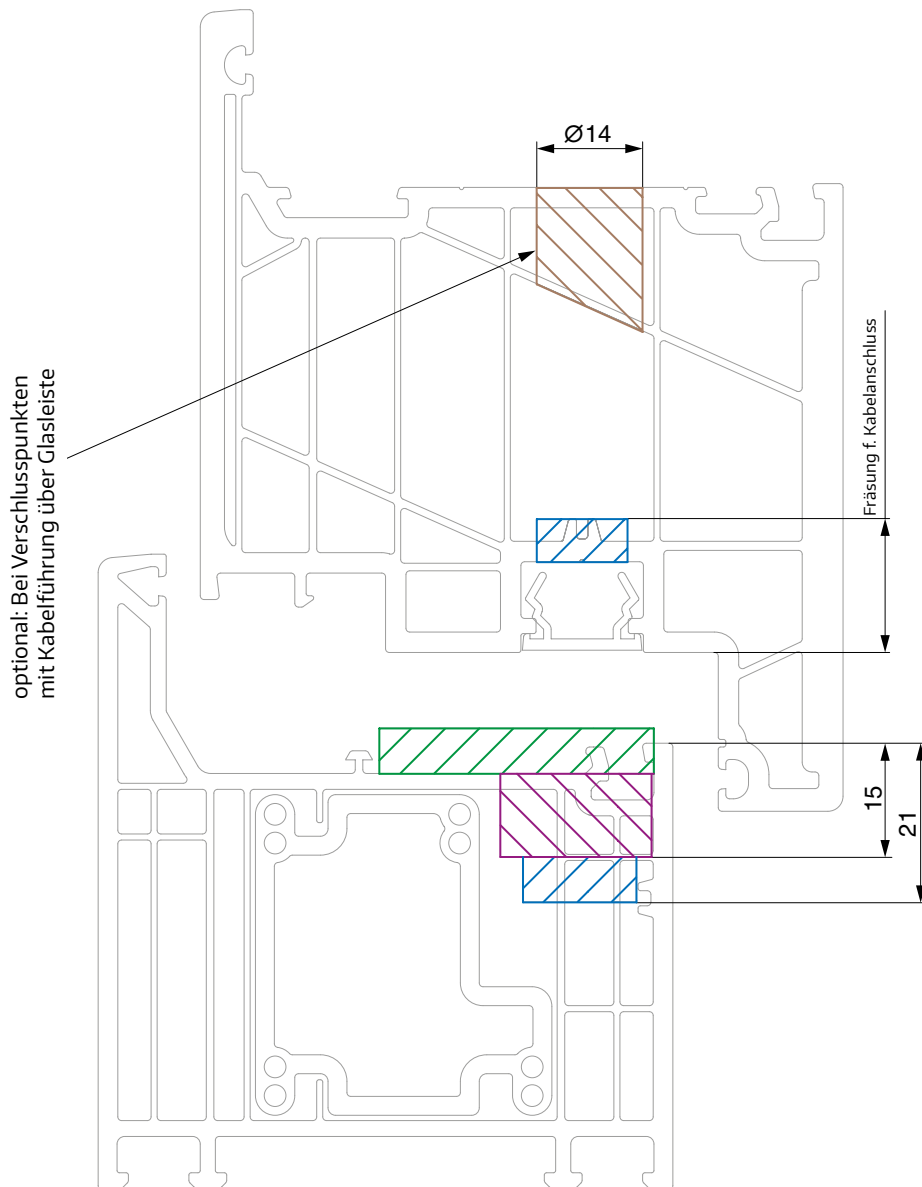 Ø14
optional: Bei Verschlusspunkten
mit Kabelführung über Glasleiste
Fräsung f. Kabelanschluss
15
21